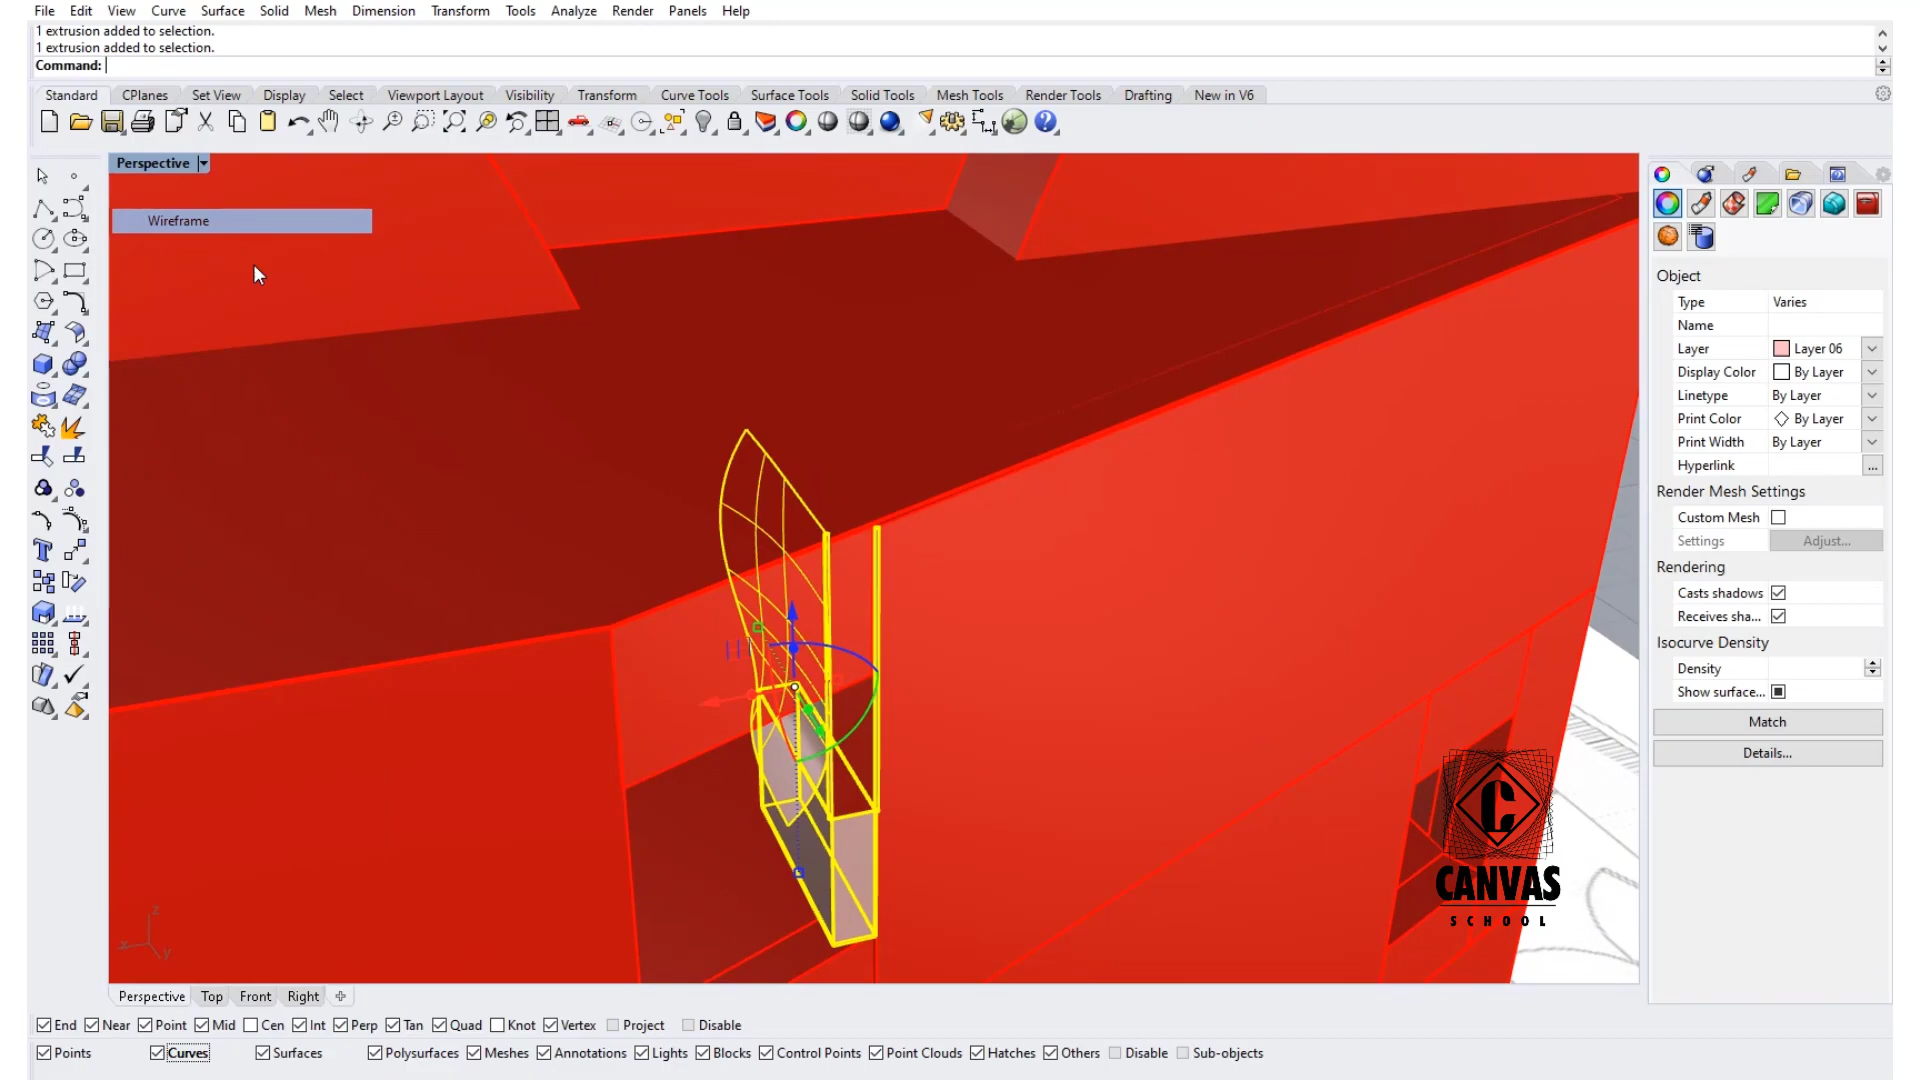 File Edit View Curve Surface Solid Mesh Dimension Transform Tools Analyze Render Panels Help
1 extrusion added to selection.
1 extrusion added to selection.
Command:
Standard CPlanes Set View Display Select Viewport Layout Visibility Transform Curve Tools Surface Tools Solid Tools Mesh Tools Render Tools Drafting New in V6
Perspective
Wireframe
Object
Type Varies
Name
Layer Layer 06
Display Color By Layer
Linetype By Layer
Print Color By Layer
Print Width By Layer
Hyperlink ...
Render Mesh Settings
Custom Mesh
Settings Adjust...
Rendering
Casts shadows
Receives sha...
Isocurve Density
Density
Show surface...
Match
Details...
C
CANVAS
SCHOOL
z
x
y
Perspective Top Front Right
End Near Point Mid Cen Int Perp Tan Quad Knot Vertex Project Disable
Points Curves Surfaces Polysurfaces Meshes Annotations Lights Blocks Control Points Point Clouds Hatches Others Disable Sub-objects